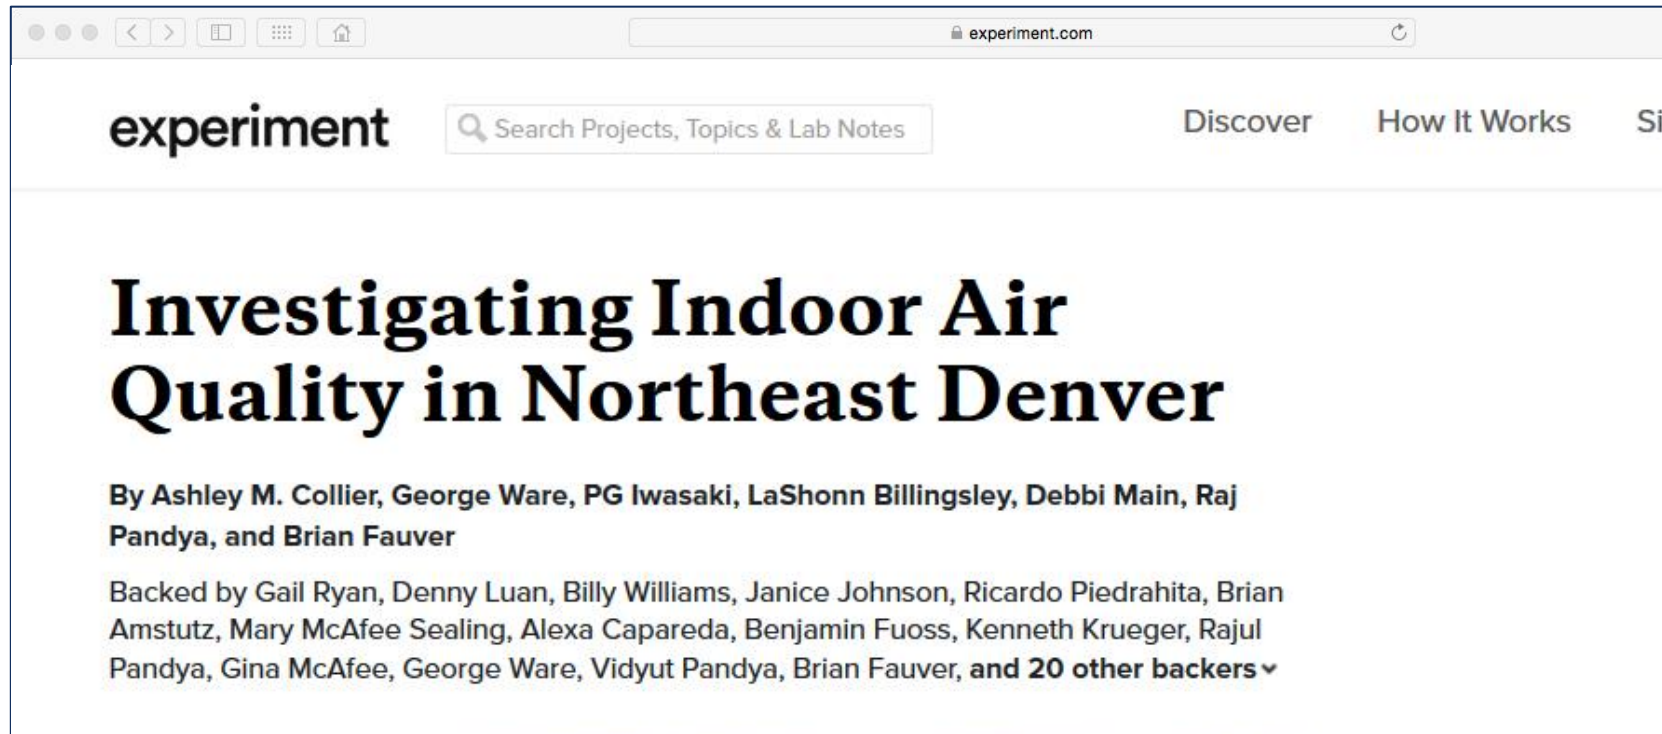 experiment.com
experiment
Search Projects, Topics & Lab Notes
Discover
How It Works
Investigating Indoor Air
Quality in Northeast Denver
By Ashley M. Collier, George Ware, PG Iwasaki, LaShonn Billingsley, Debbi Main, Raj
Pandya, and Brian Fauver
Backed by Gail Ryan, Denny Luan, Billy Williams, Janice Johnson, Ricardo Piedrahita, Brian
Amstutz, Mary McAfee Sealing, Alexa Capareda, Benjamin Fuoss, Kenneth Krueger, Rajul
Pandya, Gina McAfee, George Ware, Vidyut Pandya, Brian Fauver, and 20 other backers